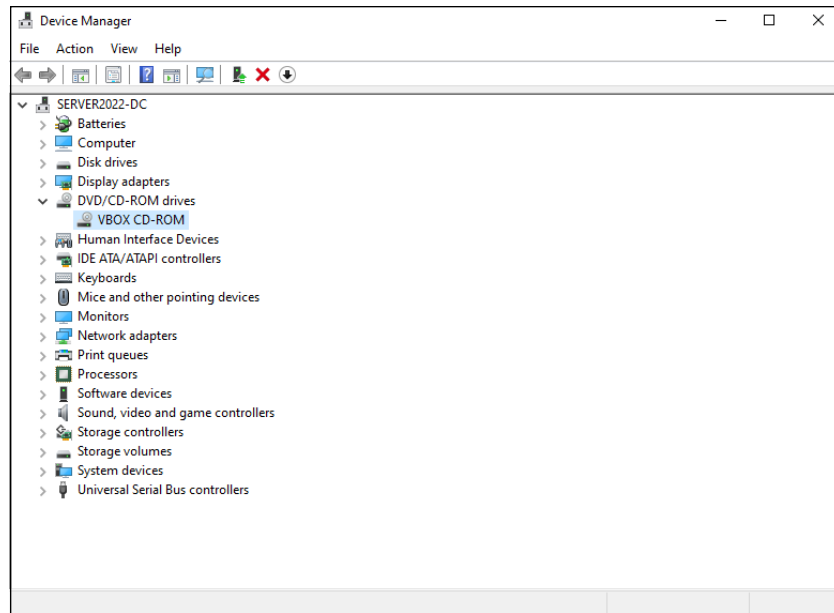 Device Manager
File Action View Help
SERVER2022-DC
Batteries
Computer
Disk drives
Display adapters
DVD/CD-ROM drives
VBOX CD-ROM
Human Interface Devices
IDE ATA/ATAPI controllers
Keyboards
Mice and other pointing devices
Monitors
Network adapters
Print queues
Processors
Software devices
Sound, video and game controllers
Storage controllers
Storage volumes
System devices
Universal Serial Bus controllers